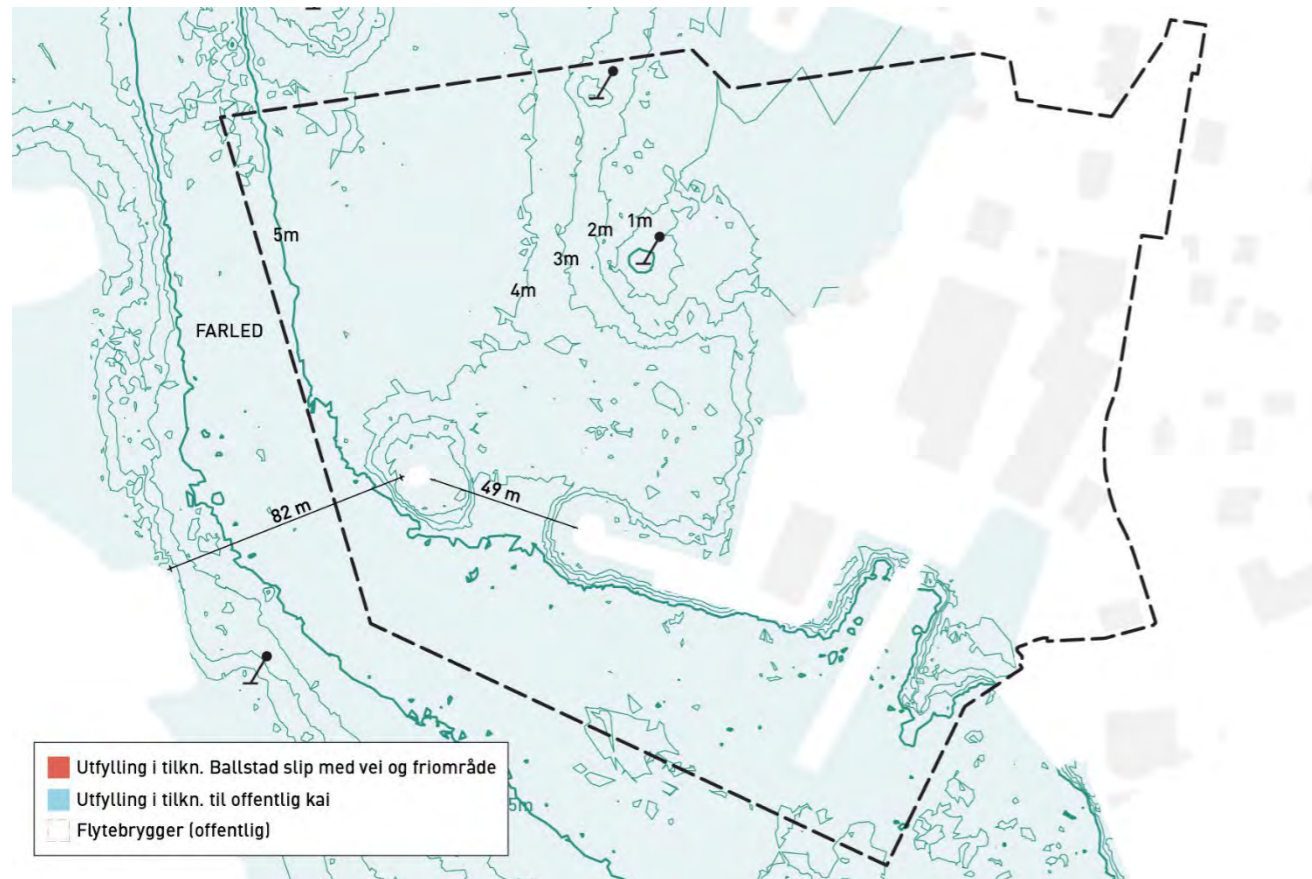 1m
2m
5m
3m
4m
FARLED
49 m
82 m
Utfylling i tilkn. Ballstad slip med vei og friområde
Utfylling i tilkn. til offentlig kai
5m
Flytebrygger (offentlig)